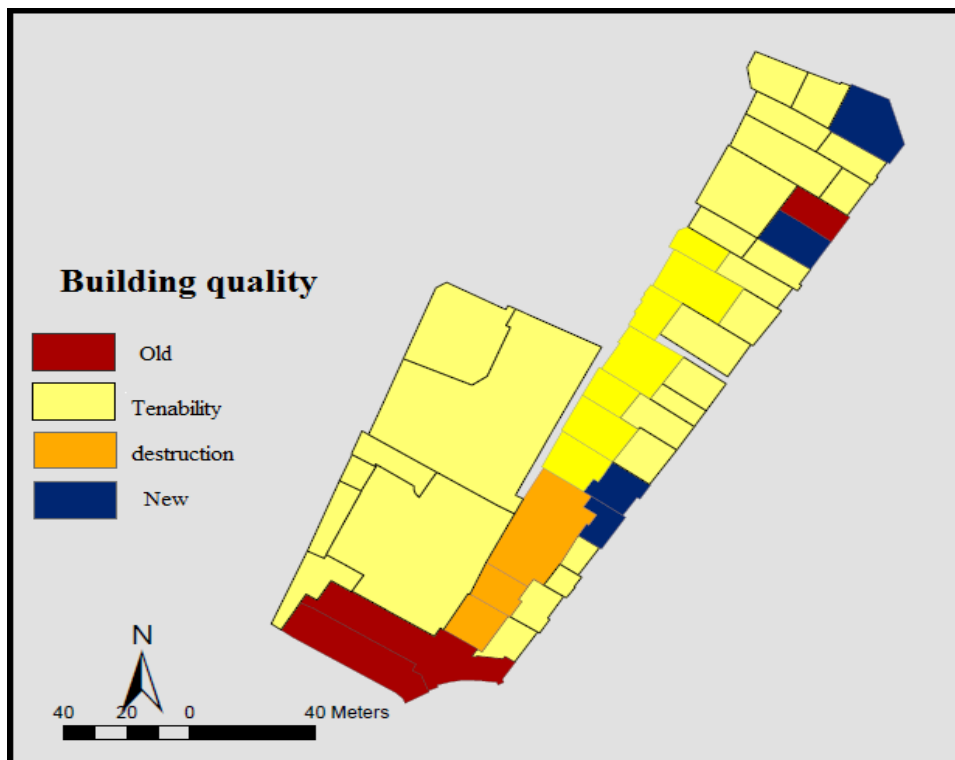 Building quality
Old
Tenability
destruction
New
N
40 20 0 40 Meters